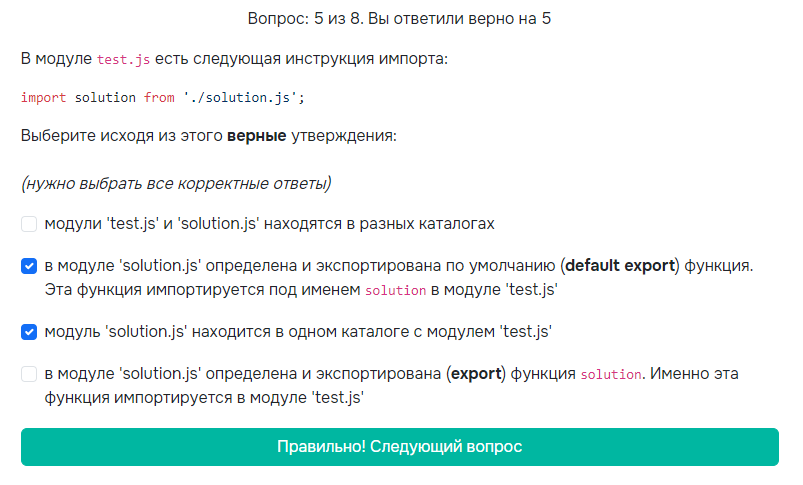 Вопрос: 5 из 8. Вы ответили верно на 5
В модуле test.js есть следующая инструкция импорта:
import solution from './solution.js';
Выберите исходя из этого верные утверждения:
(нужно выбрать все корректные ответы)
модули 'test.js' и 'solution.js' находятся в разных каталогах
в модуле 'solution.js' определена и экспортирована по умолчанию (default export) функция.
Эта функция импортируется под именем solution в модуле 'test.js'
модуль 'solution.js' находится в одном каталоге с модулем 'test.js'
в модуле 'solution.js' определена и экспортирована (export) функция solution. Именно эта
функция импортируется в модуле 'test.js'
Правильно! Следующий вопрос